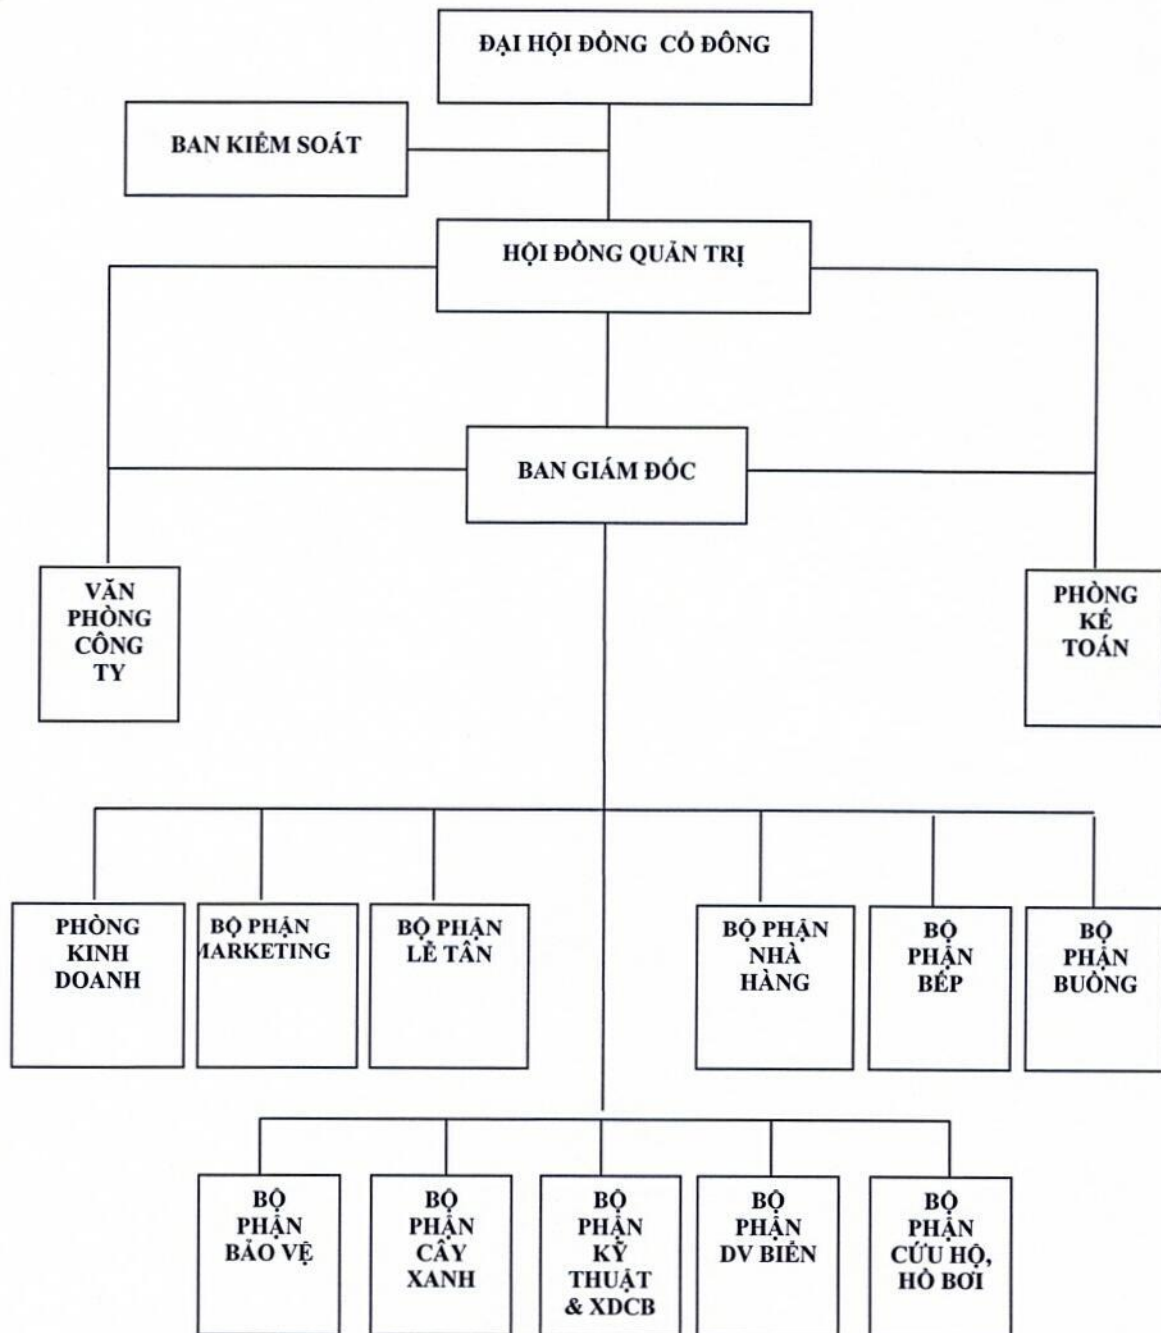 ĐẠI HỘI ĐỒNG CỔ ĐÔNG
BAN KIỂM SOÁT
HỘI ĐỒNG QUẢN TRỊ
BAN GIÁM ĐỐC
VĂN
PHÒNG
CÔNG
TY
PHÒNG
KẾ
TOÁN
PHÒNG
KINH
DOANH
BỘ PHẬN
MARKETING
BỘ PHẬN
LỄ TÂN
BỘ PHẬN
NHÀ
HÀNG
BỘ
PHẬN
BẾP
BỘ
PHẬN
BUỒNG
BỘ
PHẬN
BẢO VỆ
BỘ
PHẬN
CÂY
XANH
BỘ
PHẬN
KỸ
THUẬT
& XDCB
BỘ
PHẬN
DV BIỂN
BỘ
PHẬN
CỨU HỘ,
HỒ BƠI